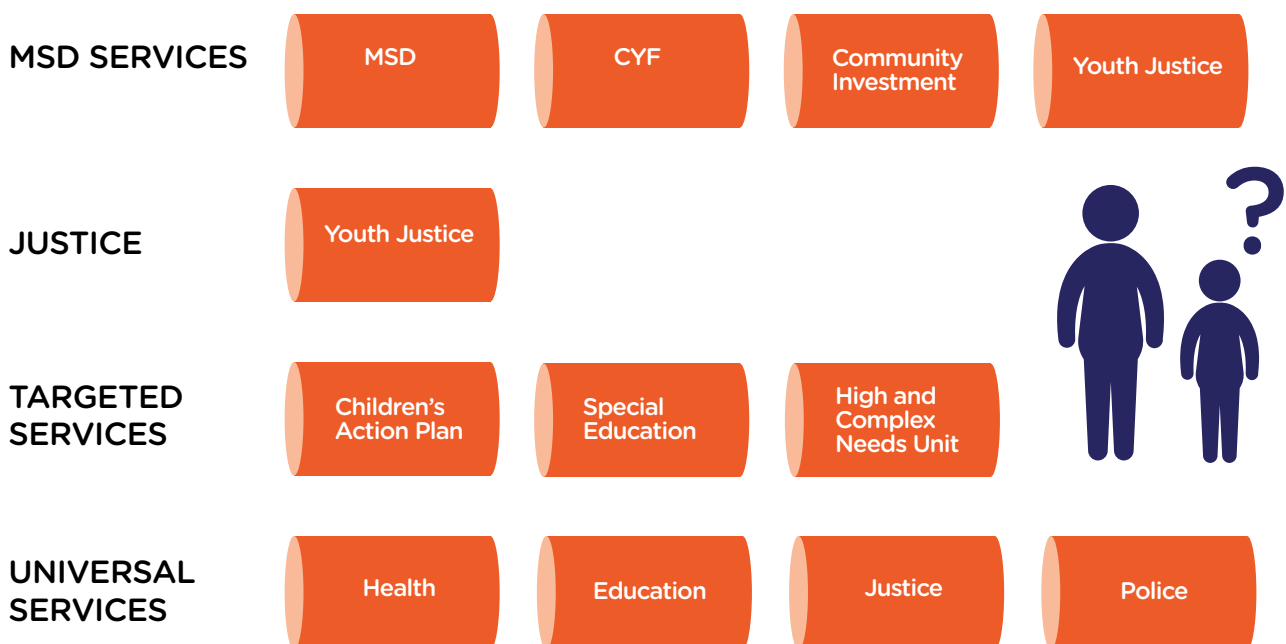 MSD SERVICES
MSD
CYF
Community
Investment
Youth Justice
JUSTICE
Youth Justice
?
TARGETED
SERVICES
Children's
Action Plan
Special
Education
High and
Complex
Needs Unit
UNIVERSAL
SERVICES
Health
Education
Justice
Police